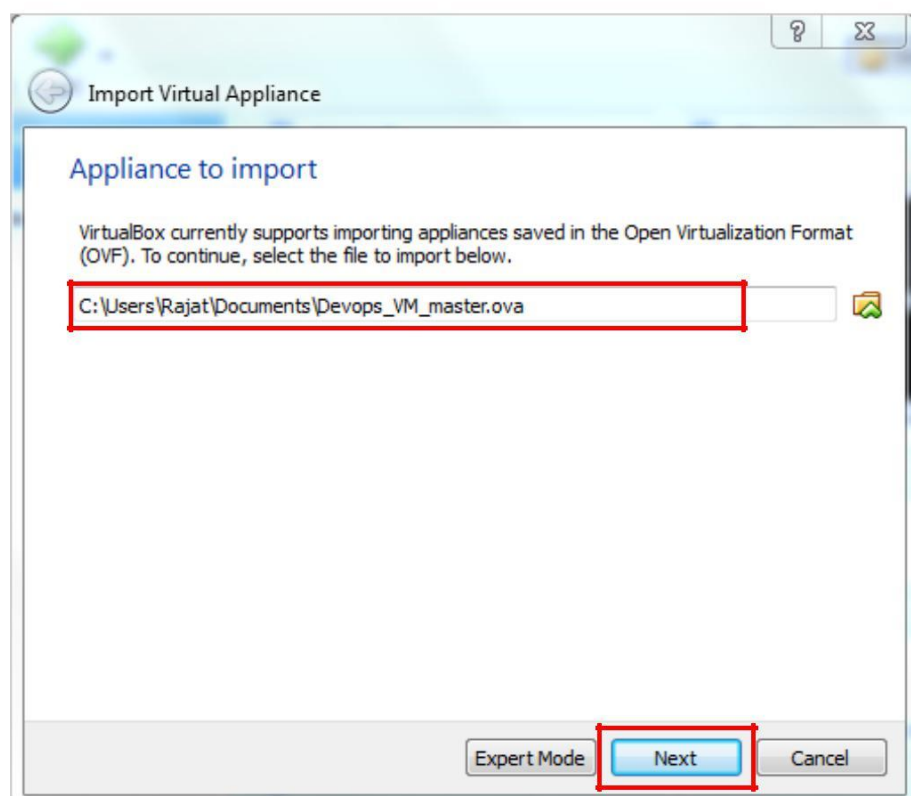 Import Virtual Appliance
Appliance to import
VirtualBox currently supports importing appliances saved in the Open Virtualization Format
(OVF). To continue, select the file to import below.
C:\Users\Rajat\Documents\Devops_VM_master.ova
Expert Mode Next Cancel